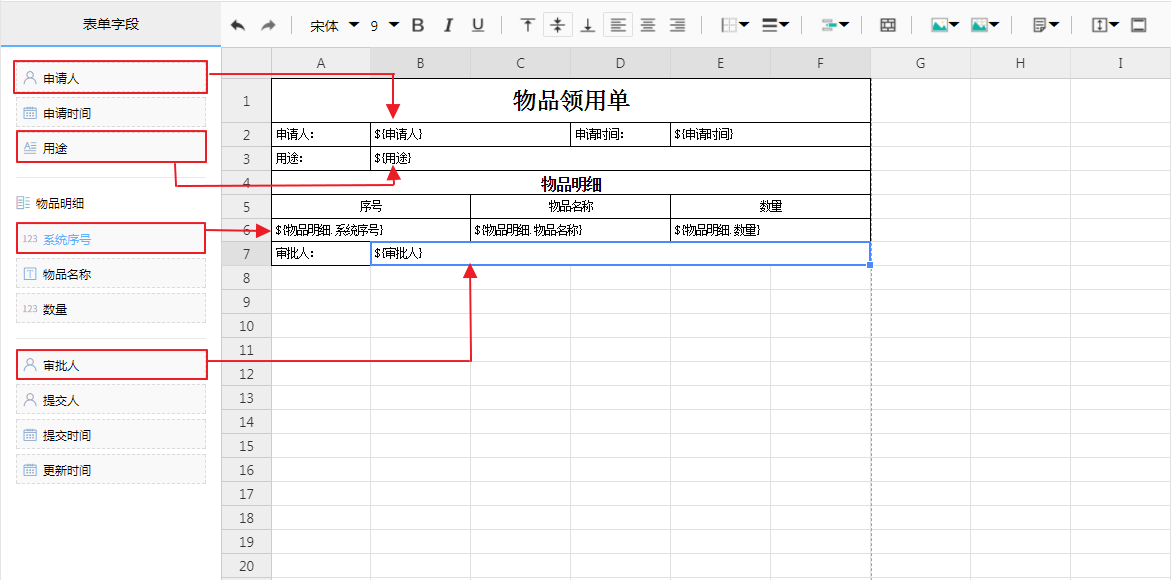 表单字段
申请人
申请时间
用途
物品明细
123 系统序号
物品名称
123 数量
审批人
提交人
提交时间
更新时间
宋体 9 B I U
A B C D E F G H I
1 物品领用单
2 申请人： ${申请人} 申请时间： ${申请时间}
3 用途： ${用途}
4 物品明细
5 序号 物品名称 数量
6 ${物品明细.系统序号} ${物品明细.物品名称} ${物品明细.数量}
7 审批人： ${审批人}
8
9
10
11
12
13
14
15
16
17
18
19
20